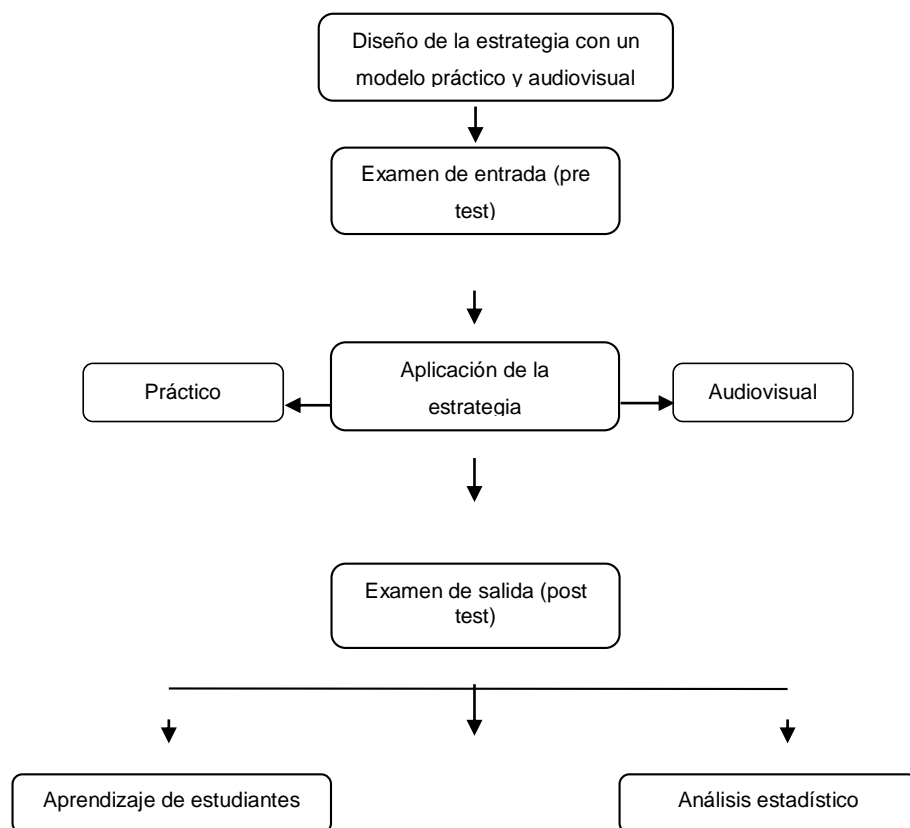 Diseño de la estrategia con un
modelo práctico y audiovisual
Examen de entrada (pre
test)
Aplicación de la
estrategia
Práctico
Audiovisual
Examen de salida (post
test)
Aprendizaje de estudiantes
Análisis estadístico